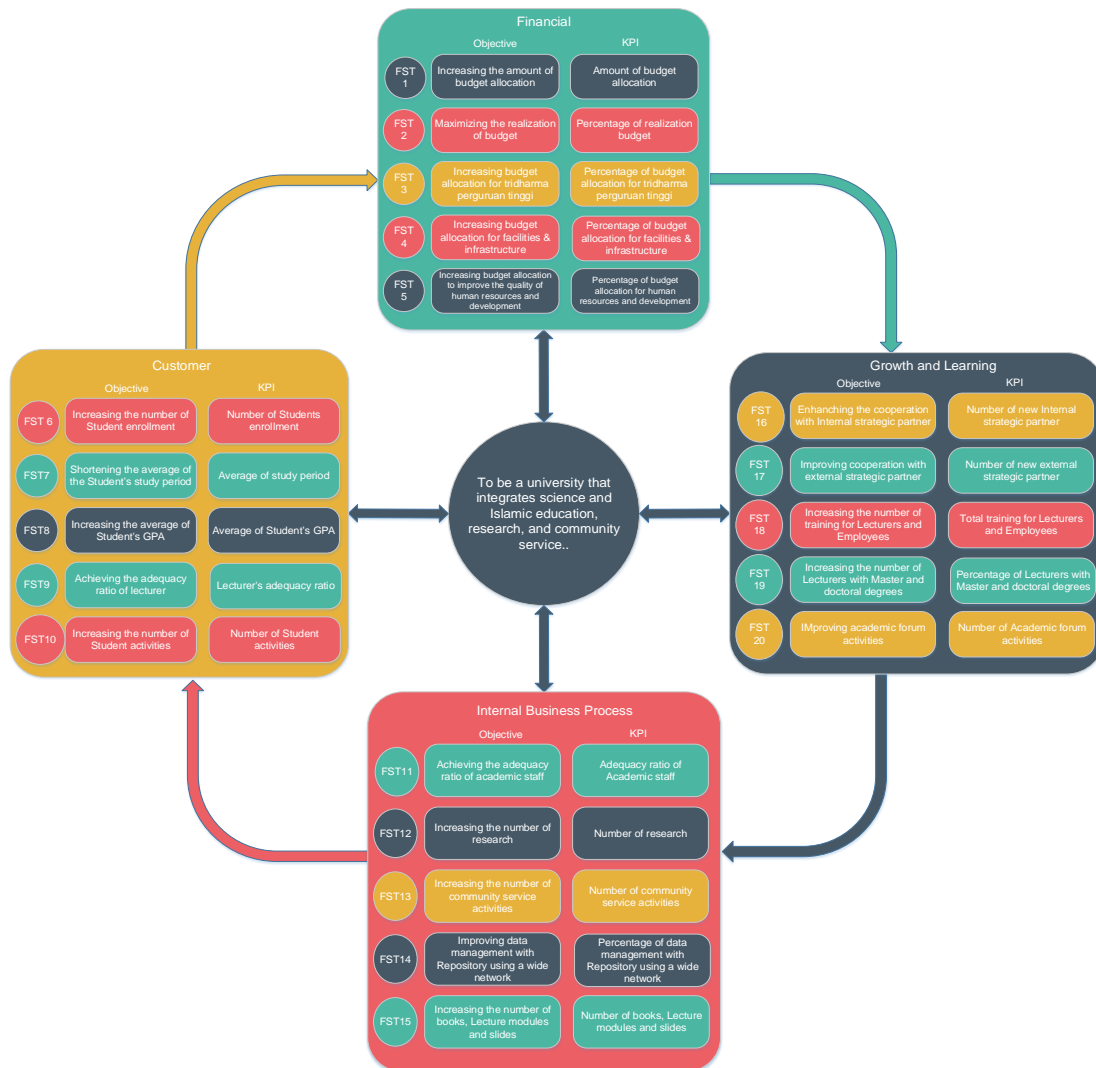 Financial
Objective
KPI
FST
1
Increasing the amount of
budget allocation
Amount of budget
allocation
FST
2
Maximizing the realization
of budget
Percentage of realization
budget
FST
3
Increasing budget
allocation for tridharma
perguruan tinggi
Percentage of budget
allocation for tridharma
perguruan tinggi
FST
4
Increasing budget
allocation for facilities &
infrastructure
Percentage of budget
allocation for facilities &
infrastructure
FST
5
Increasing budget allocation
to improve the quality of
human resources and
development
Percentage of budget
allocation for human
resources and development
Customer
Objective
KPI
FST 6
Increasing the number of
Student enrollment
Number of Students
enrollment
FST7
Shortening the average of
the Student's study period
Average of study period
FST8
Increasing the average of
Student's GPA
Average of Student's GPA
FST9
Achieving the adequacy
ratio of lecturer
Lecturer's adequacy ratio
FST10
Increasing the number of
Student activities
Number of Student
activities
To be a university that
integrates science and
Islamic education,
research, and community
service..
Growth and Learning
Objective
KPI
FST
16
Enhanching the cooperation
with Internal strategic partner
Number of new Internal
strategic partner
FST
17
Improving cooperation with
external strategic partner
Number of new external
strategic partner
FST
18
Increasing the number of
training for Lecturers and
Employees
Total training for Lecturers
and Employees
FST
19
Increasing the number of
Lecturers with Master and
doctoral degrees
Percentage of Lecturers with
Master and doctoral degrees
FST
20
IMproving academic forum
activities
Number of Academic forum
activities
Internal Business Process
Objective
KPI
FST11
Achieving the adequacy
ratio of academic staff
Adequacy ratio of
Academic staff
FST12
Increasing the number of
research
Number of research
FST13
Increasing the number of
community service
activities
Number of community
service activities
FST14
Improving data
management with
Repository using a wide
network
Percentage of data
management with
Repository using a wide
network
FST15
Increasing the number of
books, Lecture modules
and slides
Number of books, Lecture
modules and slides